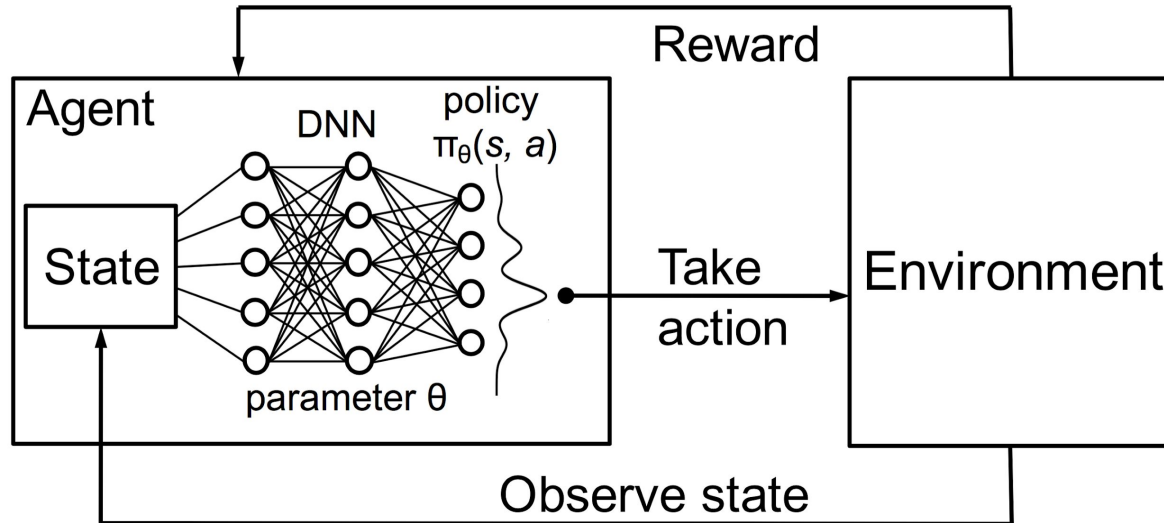 Reward
Agent
DNN
policy
πθ(s, a)
State
Take
action
Environment
parameter θ
Observe state